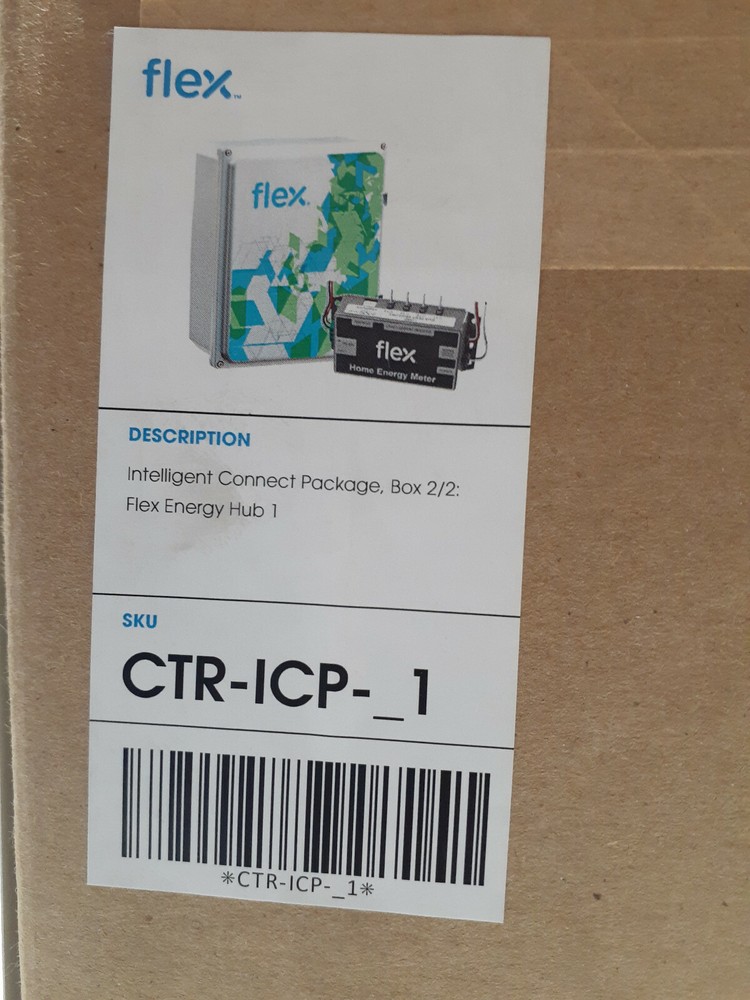 flex™
flex.
flex
Home Energy Meter
DESCRIPTION
Intelligent Connect Package, Box 2/2:
Flex Energy Hub 1
SKU
CTR-ICP-_1
*CTR-ICP-_1*